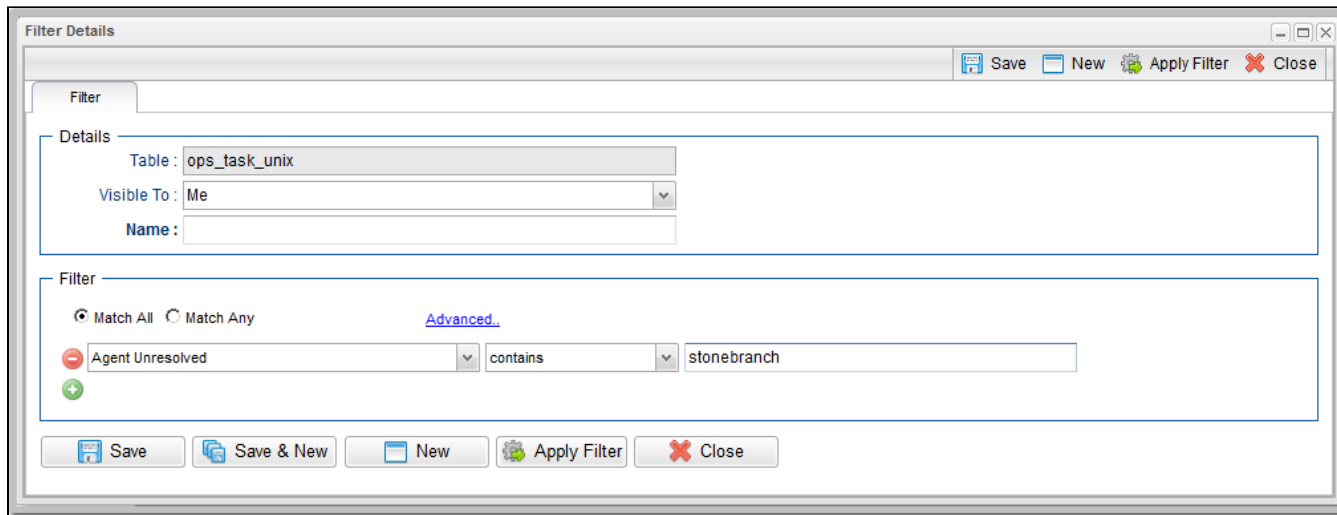 Filter Details
Save New Apply Filter Close
Filter
Details
Table : ops_task_unix
Visible To : Me
Name :
Filter
Match All Match Any Advanced..
Agent Unresolved contains stonebranch
Save Save & New New Apply Filter Close